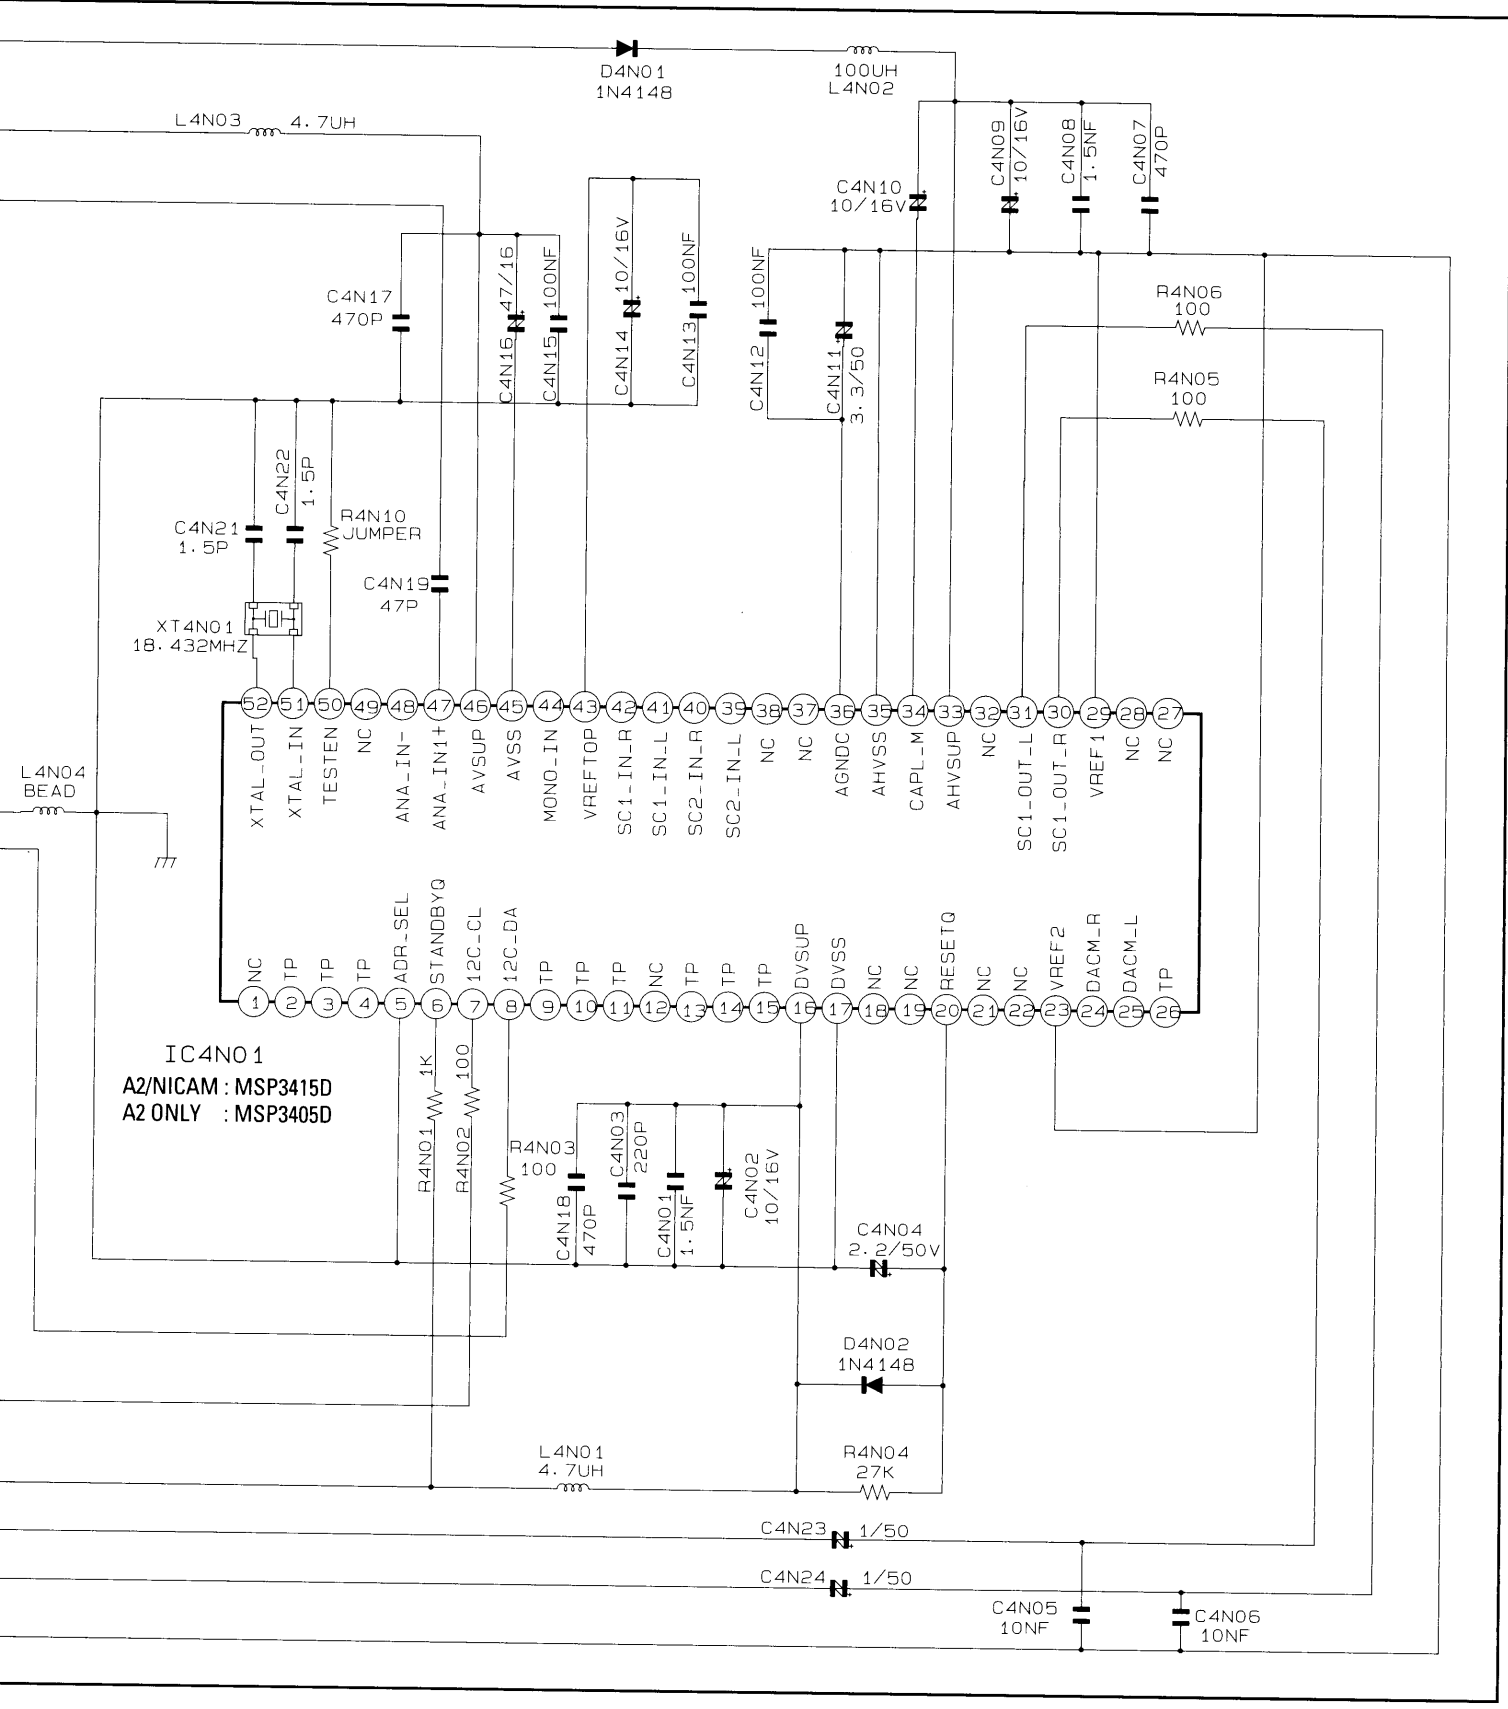 D4N01
1N4148
100UH
L4N02
L4N03 4.7UH
C4N09
10/16V
C4N08
1.5NF
C4N07
470P
C4N10
10/16V
C4N17
470P
C4N16 47/16
C4N15 100NF
C4N14 10/16V
C4N13 100NF
C4N12 100NF
C4N11
3.3/50
R4N06
100
R4N05
100
C4N22
1.5P
C4N21
1.5P
R4N10
JUMPER
C4N19
47P
XT4N01
18.432MHZ
52 51 50 49 48 47 46 45 44 43 42 41 40 39 38 37 36 35 34 33 32 31 30 29 28 27
XTAL_OUT
XTAL_IN
TESTEN
NC
ANA_IN-
ANA_IN1+
AVSUP
AVSS
MONO_IN
VREFTOP
SC1_IN_R
SC1_IN_L
SC2_IN_R
SC2_IN_L
NC
NC
AGNDC
AHVSS
CAPL_M
AHVSUP
NC
SC1_OUT_L
SC1_OUT_R
VREF1
NC
NC
L4N04
BEAD
NC
TP
TP
TP
ADR_SEL
STANDBYQ
12C_CL
12C_DA
TP
TP
TP
NC
TP
TP
TP
DVSUP
DVSS
NC
NC
RESETQ
NC
NC
VREF2
DACM_R
DACM_L
TP
1 2 3 4 5 6 7 8 9 10 11 12 13 14 15 16 17 18 19 20 21 22 23 24 25 26
IC4N01
A2/NICAM : MSP3415D
A2 ONLY : MSP3405D
R4N01 1K
R4N02 100
R4N03
100
C4N18
470P
C4N03
220P
C4N01
1.5NF
C4N02
10/16V
C4N04
2.2/50V
D4N02
1N4148
L4N01
4.7UH
R4N04
27K
C4N23 1/50
C4N24 1/50
C4N05
10NF
C4N06
10NF